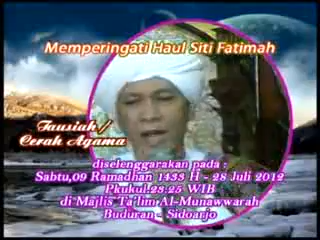 Memperingati Haul Siti Fatimah
Tausiah /
Cerah Agama
diselenggarakan pada :
Sabtu,09 Ramadhan 1433 H - 28 Juli 2012
Pkukul.23:25 WIB
di Majlis Ta'lim Al-Munawwarah
Buduran - Sidoarjo